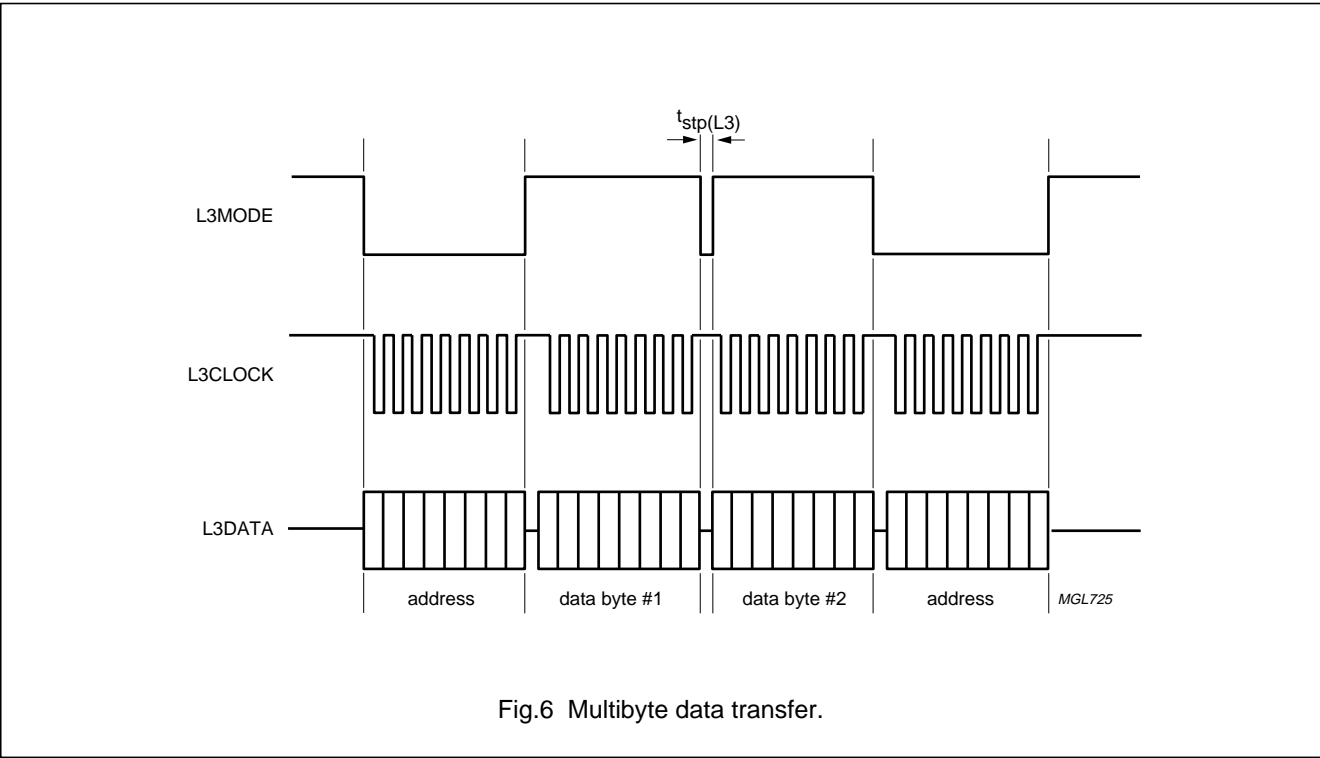 tstp(L3)
L3MODE
L3CLOCK
L3DATA
address data byte #1 data byte #2 address MGL725
Fig.6 Multibyte data transfer.